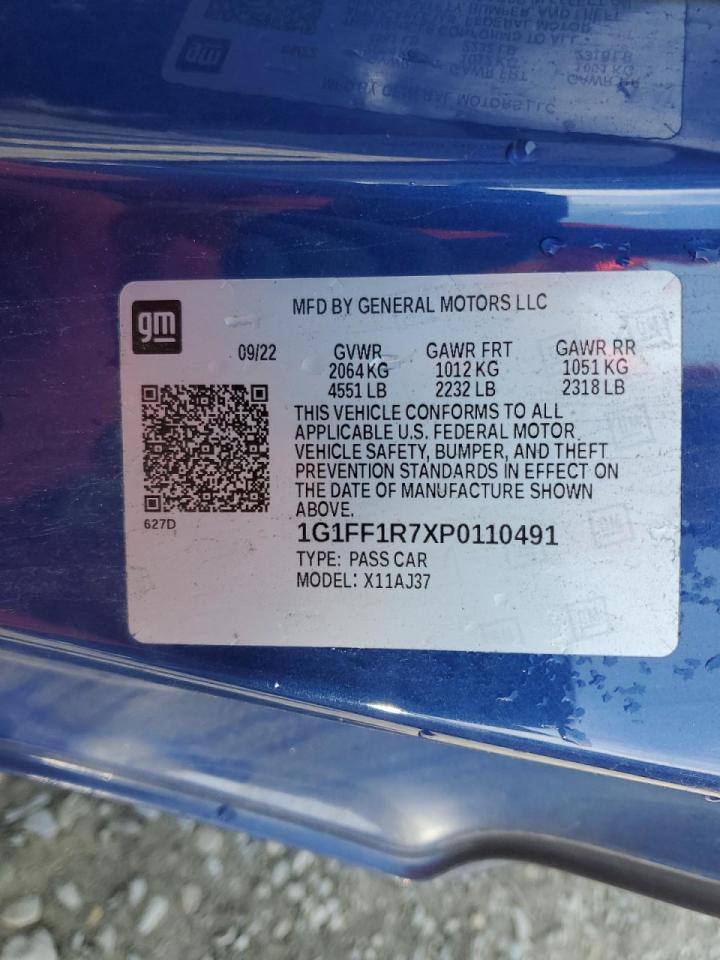 gm
MFD BY GENERAL MOTORS LLC
09/22 GVWR GAWR FRT GAWR RR
2064 KG 1012 KG 1051 KG
4551 LB 2232 LB 2318 LB
THIS VEHICLE CONFORMS TO ALL
APPLICABLE U.S. FEDERAL MOTOR
VEHICLE SAFETY, BUMPER, AND THEFT
PREVENTION STANDARDS IN EFFECT ON
THE DATE OF MANUFACTURE SHOWN
ABOVE.
627D
1G1FF1R7XP0110491
TYPE: PASS CAR
MODEL: X11AJ37